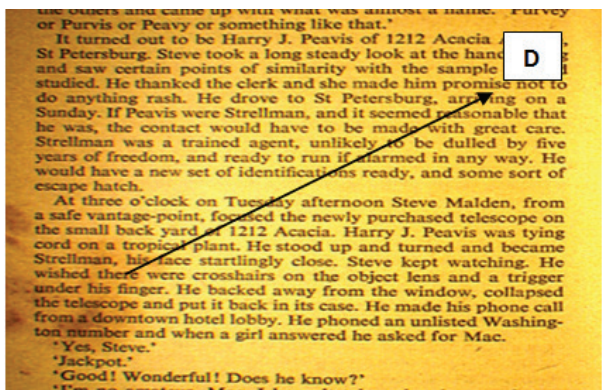 the others and came up with what was almost a name. 'Purvey
or Purvis or Peavy or something like that.'
It turned out to be Harry J. Peavis of 1212 Acacia
St Petersburg. Steve took a long steady look at the
and saw certain points of similarity with the sample
D
studied. He thanked the clerk and she made him promise not to
do anything rash. He drove to St Petersburg, arriving on a
Sunday. If Peavis were Strellman, and it seemed reasonable that
he was, the contact would have to be made with great care.
Strellman was a trained agent, unlikely to be dulled by five
years of freedom, and ready to run if alarmed in any way. He
would have a new set of identifications ready, and some sort of
escape hatch.
At three o'clock on Tuesday afternoon Steve Malden, from
a safe vantage-point, focused the newly purchased telescope on
the small back yard of 1212 Acacia. Harry J. Peavis was tying
cord on a tropical plant. He stood up and turned and became
Strellman, his face startlingly close. Steve kept watching. He
wished there were crosshairs on the object lens and a trigger
under his finger. He backed away from the window, collapsed
the telescope and put it back in its case. He made his phone call
from a downtown hotel lobby. He phoned an unlisted Washing-
ton number and when a girl answered he asked for Mac.
'Yes, Steve.'
'Jackpot.'
'Good! Wonderful! Does he know?'